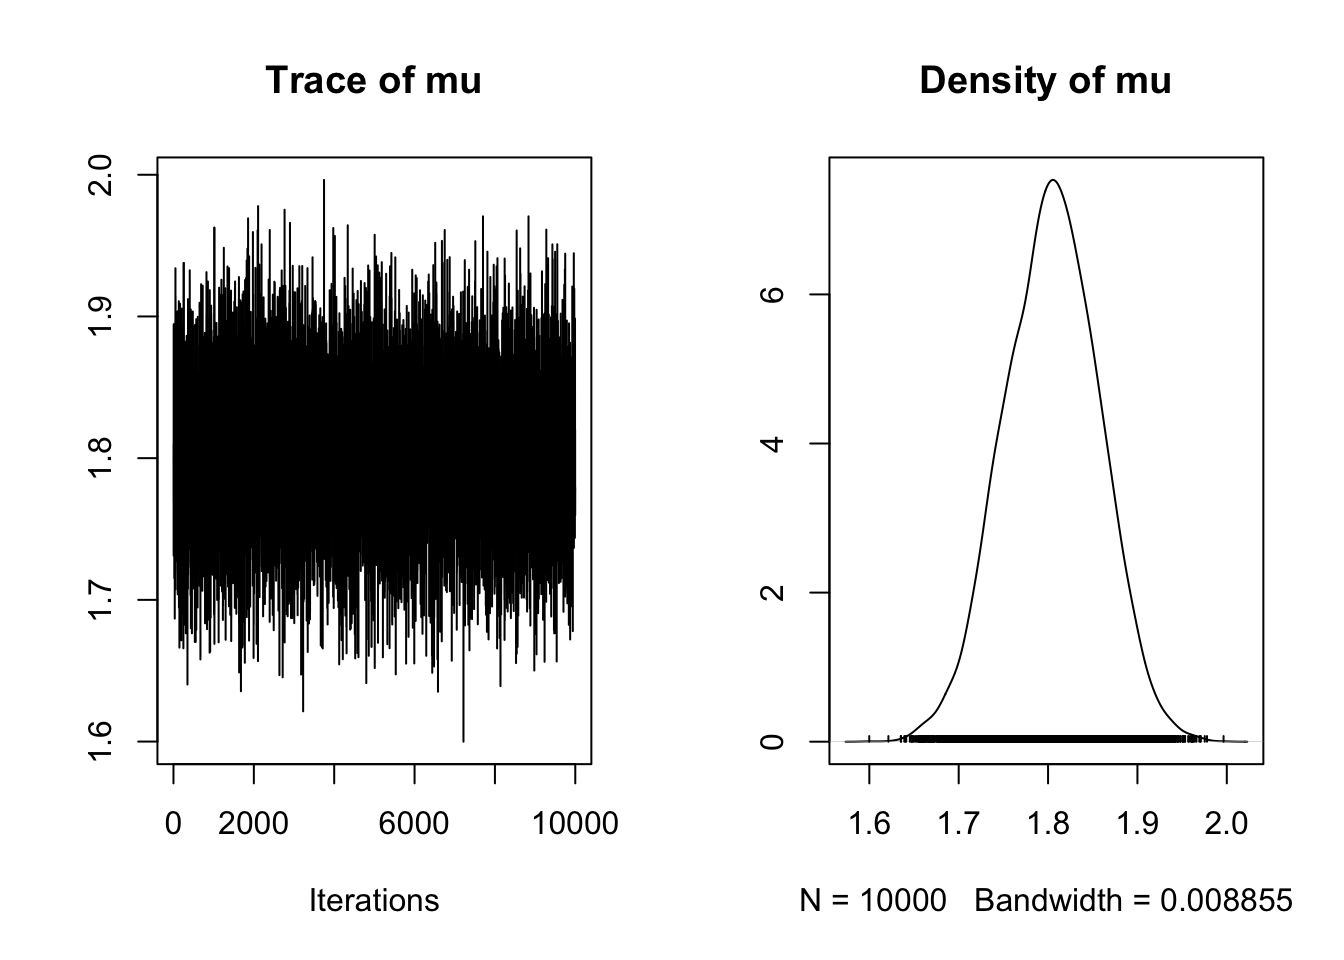 Trace of mu
2.0
1.9
1.8
1.7
1.6
0 2000 6000 10000
Iterations
Density of mu
6
4
2
0
1.6 1.7 1.8 1.9 2.0
N = 10000 Bandwidth = 0.008855